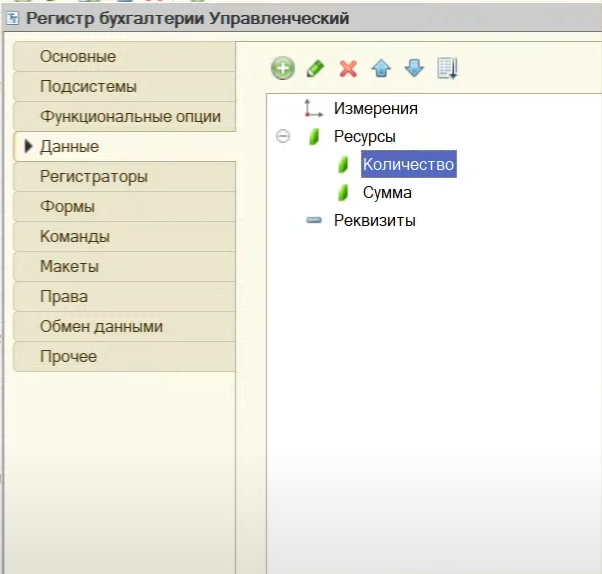 Регистр бухгалтерии Управленческий
Основные
Подсистемы
Функциональные опции
Данные
Регистраторы
Формы
Команды
Макеты
Права
Обмен данными
Прочее
Измерения
Ресурсы
Количество
Сумма
Реквизиты